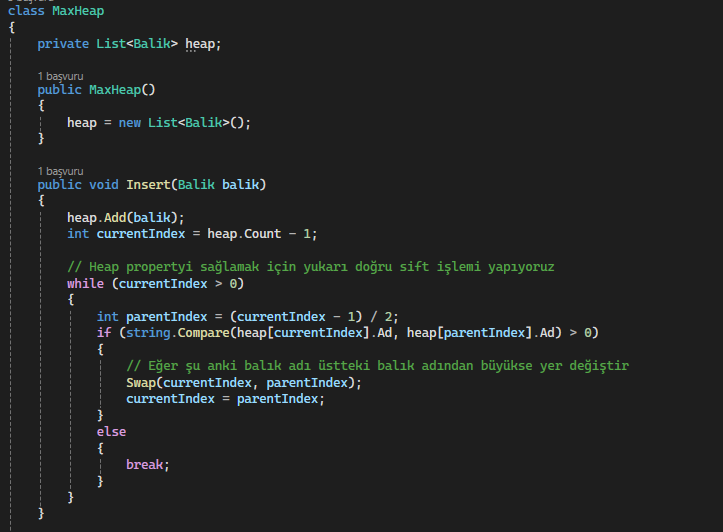 class MaxHeap
{
private List<Balik> heap;
1 başvuru
public MaxHeap()
{
heap = new List<Balik>();
}
1 başvuru
public void Insert(Balik balik)
{
heap.Add(balik);
int currentIndex = heap.Count - 1;
// Heap propertyi sağlamak için yukarı doğru sift işlemi yapıyoruz
while (currentIndex > 0)
{
int parentIndex = (currentIndex - 1) / 2;
if (string.Compare(heap[currentIndex].Ad, heap[parentIndex].Ad) > 0)
{
// Eğer şu anki balık adı üstteki balık adından büyükse yer değiştir
Swap(currentIndex, parentIndex);
currentIndex = parentIndex;
}
else
{
break;
}
}
}